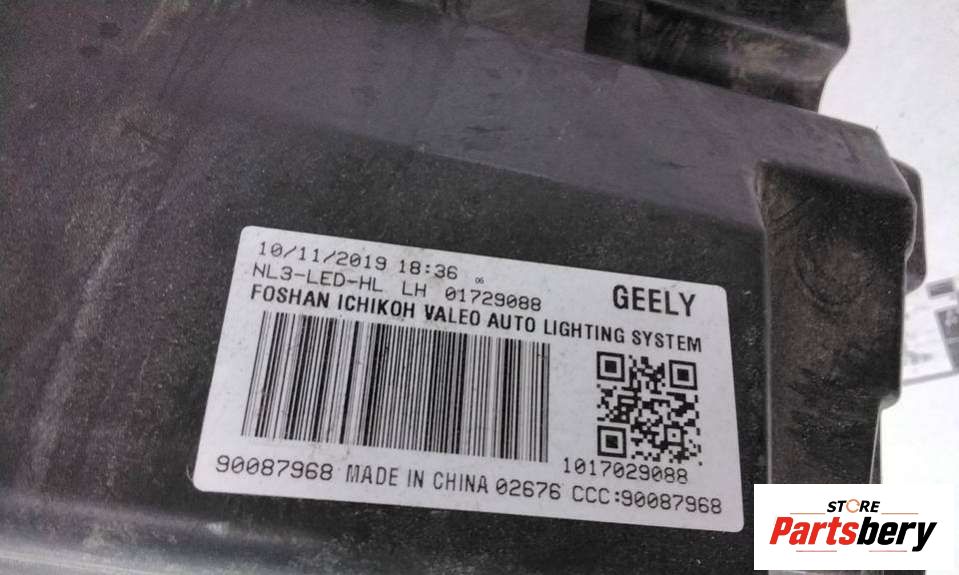 10/11/2019 18:36 06
NL3-LED-HL LH 01729088
GEELY
FOSHAN ICHIKOH VALEO AUTO LIGHTING SYSTEM
1017029088
90087968 MADE IN CHINA 02676 CCC:90087968
STORE
Partsbery